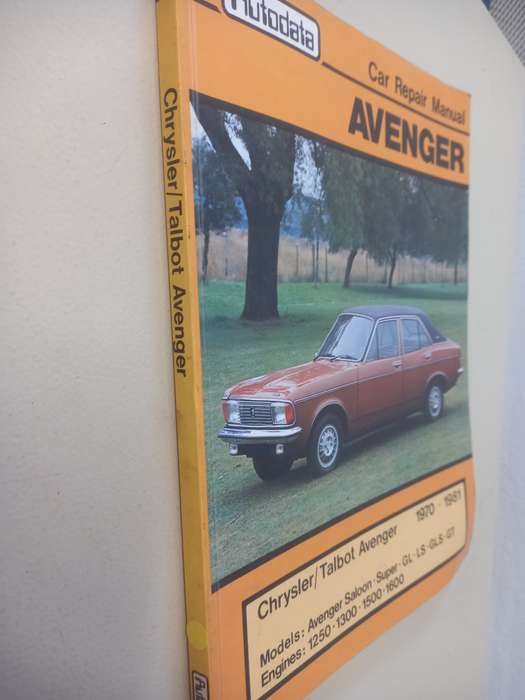 Autodata
Car Repair Manual
AVENGER
Chrysler/Talbot Avenger
Chrysler/Talbot Avenger 1970 - 1981
Models: Avenger Saloon · Super · GL · LS · GLS · GT
Engines: 1250 · 1300 · 1500 · 1600